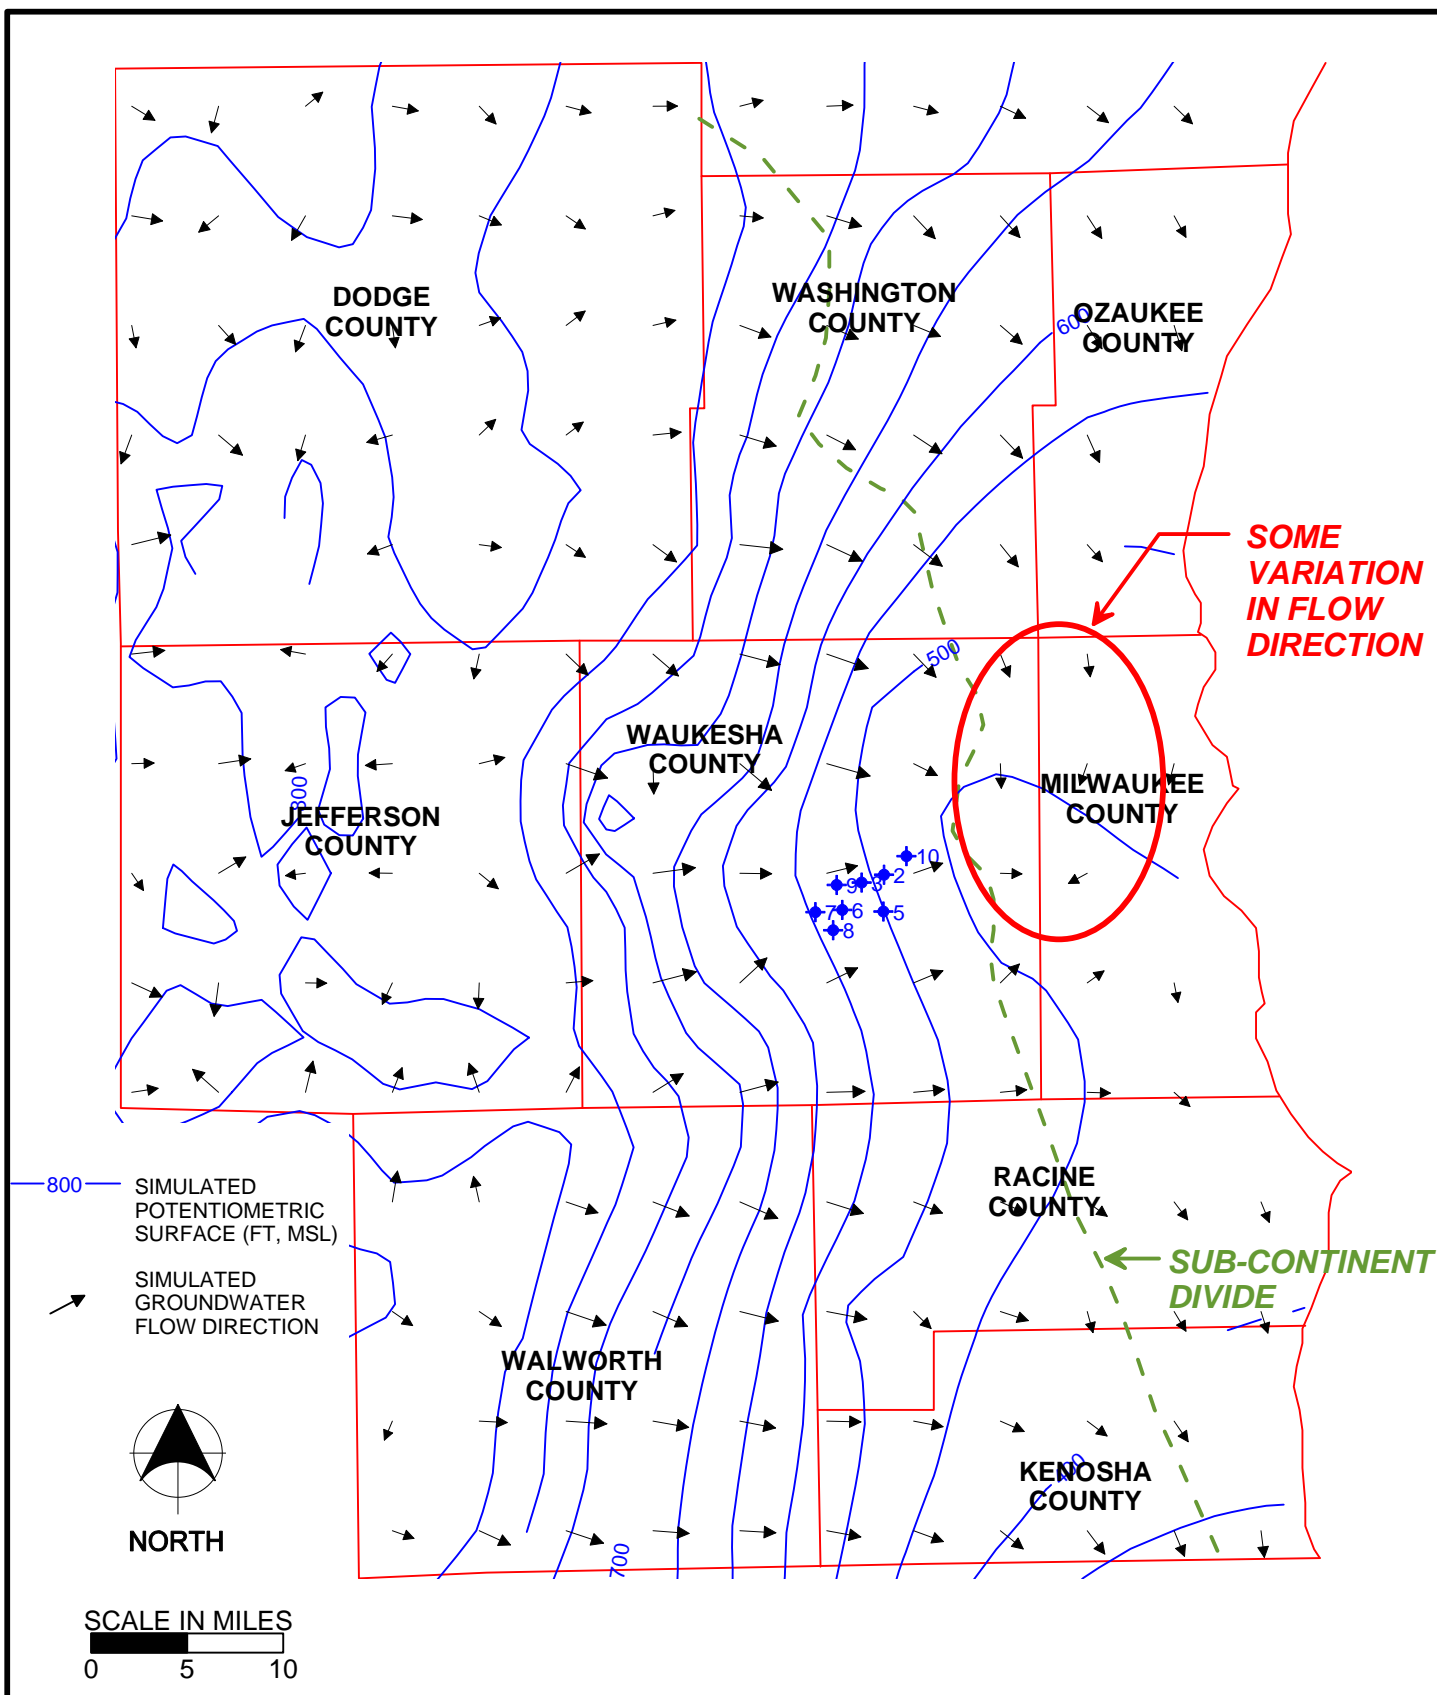 DODGE
COUNTY
WASHINGTON
COUNTY
600
OZAUKEE
COUNTY
SOME
VARIATION
IN FLOW
DIRECTION
500
WAUKESHA
COUNTY
MILWAUKEE
COUNTY
800
JEFFERSON
COUNTY
10
2
3
9
7
6
5
8
800
SIMULATED
POTENTIOMETRIC
SURFACE (FT, MSL)
SIMULATED
GROUNDWATER
FLOW DIRECTION
RACINE
COUNTY
SUB-CONTINENT
DIVIDE
WALWORTH
COUNTY
400
KENOSHA
COUNTY
700
NORTH
SCALE IN MILES
0 5 10